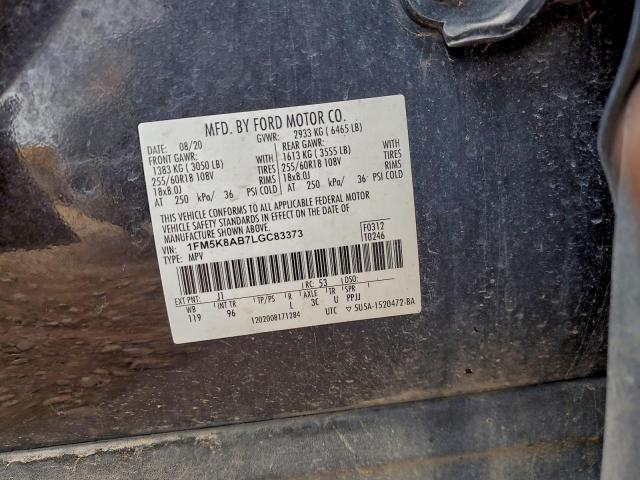 MFD. BY FORD MOTOR CO.
DATE: 08/20 GVWR: 2933 KG ( 6465 LB)
FRONT GAWR: REAR GAWR:
1383 KG ( 3050 LB) WITH 1613 KG ( 3555 LB) WITH
255/60R18 108V TIRES 255/60R18 108V TIRES
18x8.0J RIMS 18x8.0J RIMS
AT 250 kPa/ 36 PSI COLD AT 250 kPa/ 36 PSI COLD
THIS VEHICLE CONFORMS TO ALL APPLICABLE FEDERAL MOTOR
VEHICLE SAFETY STANDARDS IN EFFECT ON THE DATE OF
MANUFACTURE SHOWN ABOVE.
VIN: 1FM5K8AB7LGC83373 F0312
TYPE: MPV T0246
EXT PNT: J1 RC: 53 DSO:
WB INT TR TP/PS R AXLE TR SPR
119 96 L 3C U PPJJ
1202008171284 UTC 5U5A-1520472-BA